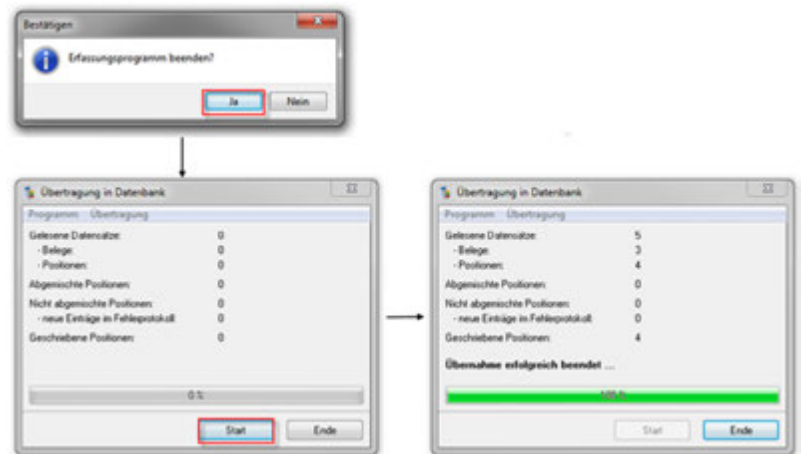 Bestätigen
Erfassungsprogramm beenden?
Ja Nein
Übertragung in Datenbank
Programm Übertragung
Gelesene Datensätze: 0
- Belege: 0
- Positionen: 0
Abgemischte Positionen: 0
Nicht abgemischte Positionen: 0
- neue Einträge im Fehlerprotokoll: 0
Geschriebene Positionen: 0
0 %
Start Ende
Übertragung in Datenbank
Programm Übertragung
Gelesene Datensätze: 5
- Belege: 3
- Positionen: 4
Abgemischte Positionen: 0
Nicht abgemischte Positionen: 0
- neue Einträge im Fehlerprotokoll: 0
Geschriebene Positionen: 4
Übernahme erfolgreich beendet ...
100 %
Start Ende